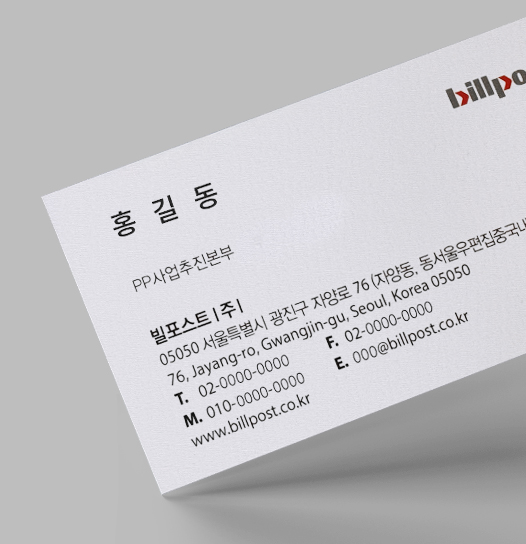 billpo
홍 길 동
PP사업추진본부
빌포스트 | 주 |
05050 서울특별시 광진구 자양로 76 (자양동, 동서울우편집중국내
76, Jayang-ro, Gwangjin-gu, Seoul, Korea 05050
T. 02-0000-0000 F. 02-0000-0000
M. 010-0000-0000 E. 000@billpost.co.kr
www.billpost.co.kr